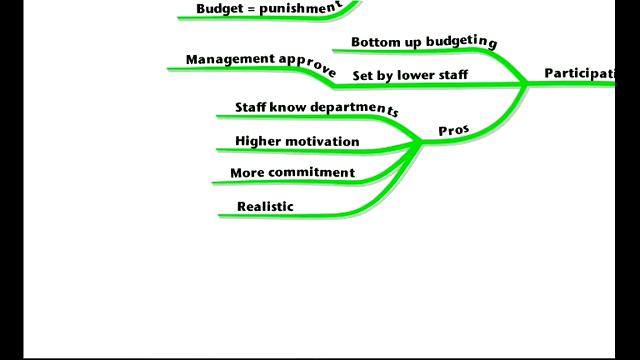 Budget = punishment
Bottom up budgeting
Management approve
Set by lower staff
Participati
Staff know departments
Pros
Higher motivation
More commitment
Realistic